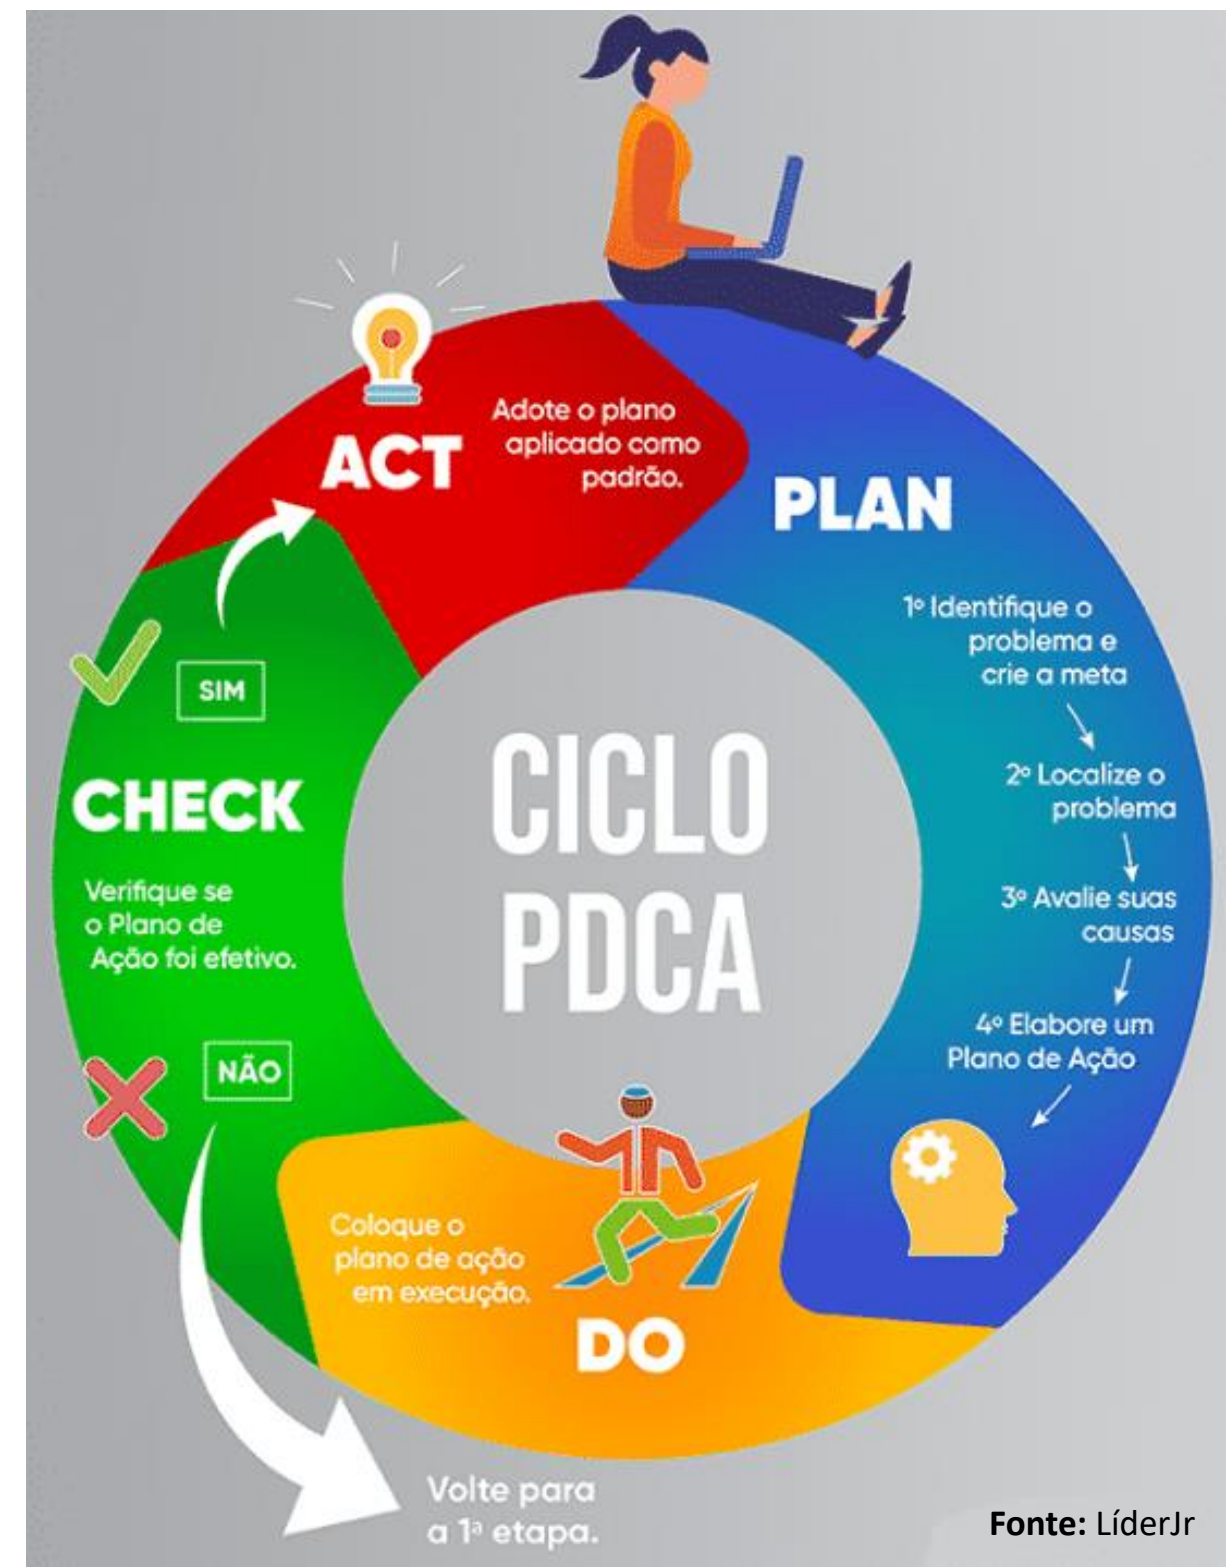 CICLO
PDCA
PLAN
1º Identifique o
problema e
crie a meta
2º Localize o
problema
3º Avalie suas
causas
4º Elabore um
Plano de Ação
DO
Coloque o
plano de ação
em execução.
CHECK
Verifique se
o Plano de
Ação foi efetivo.
SIM
NÃO
Volte para
a 1ª etapa.
ACT
Adote o plano
aplicado como
padrão.
Fonte: LíderJr